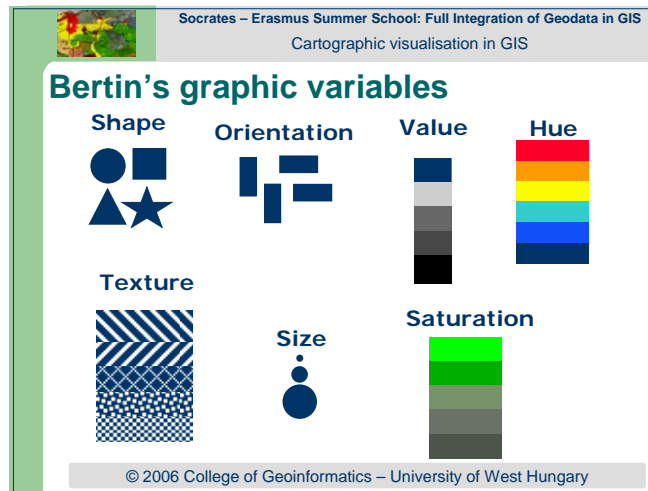 Socrates – Erasmus Summer School: Full Integration of Geodata in GIS
Cartographic visualisation in GIS
Bertin's graphic variables
Shape
Orientation
Value
Hue
Texture
Size
Saturation
© 2006 College of Geoinformatics – University of West Hungary